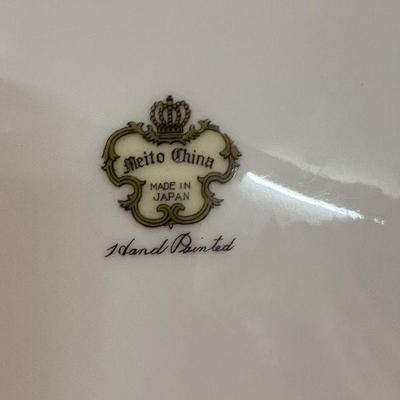 Meito China
MADE IN
JAPAN
Hand Painted